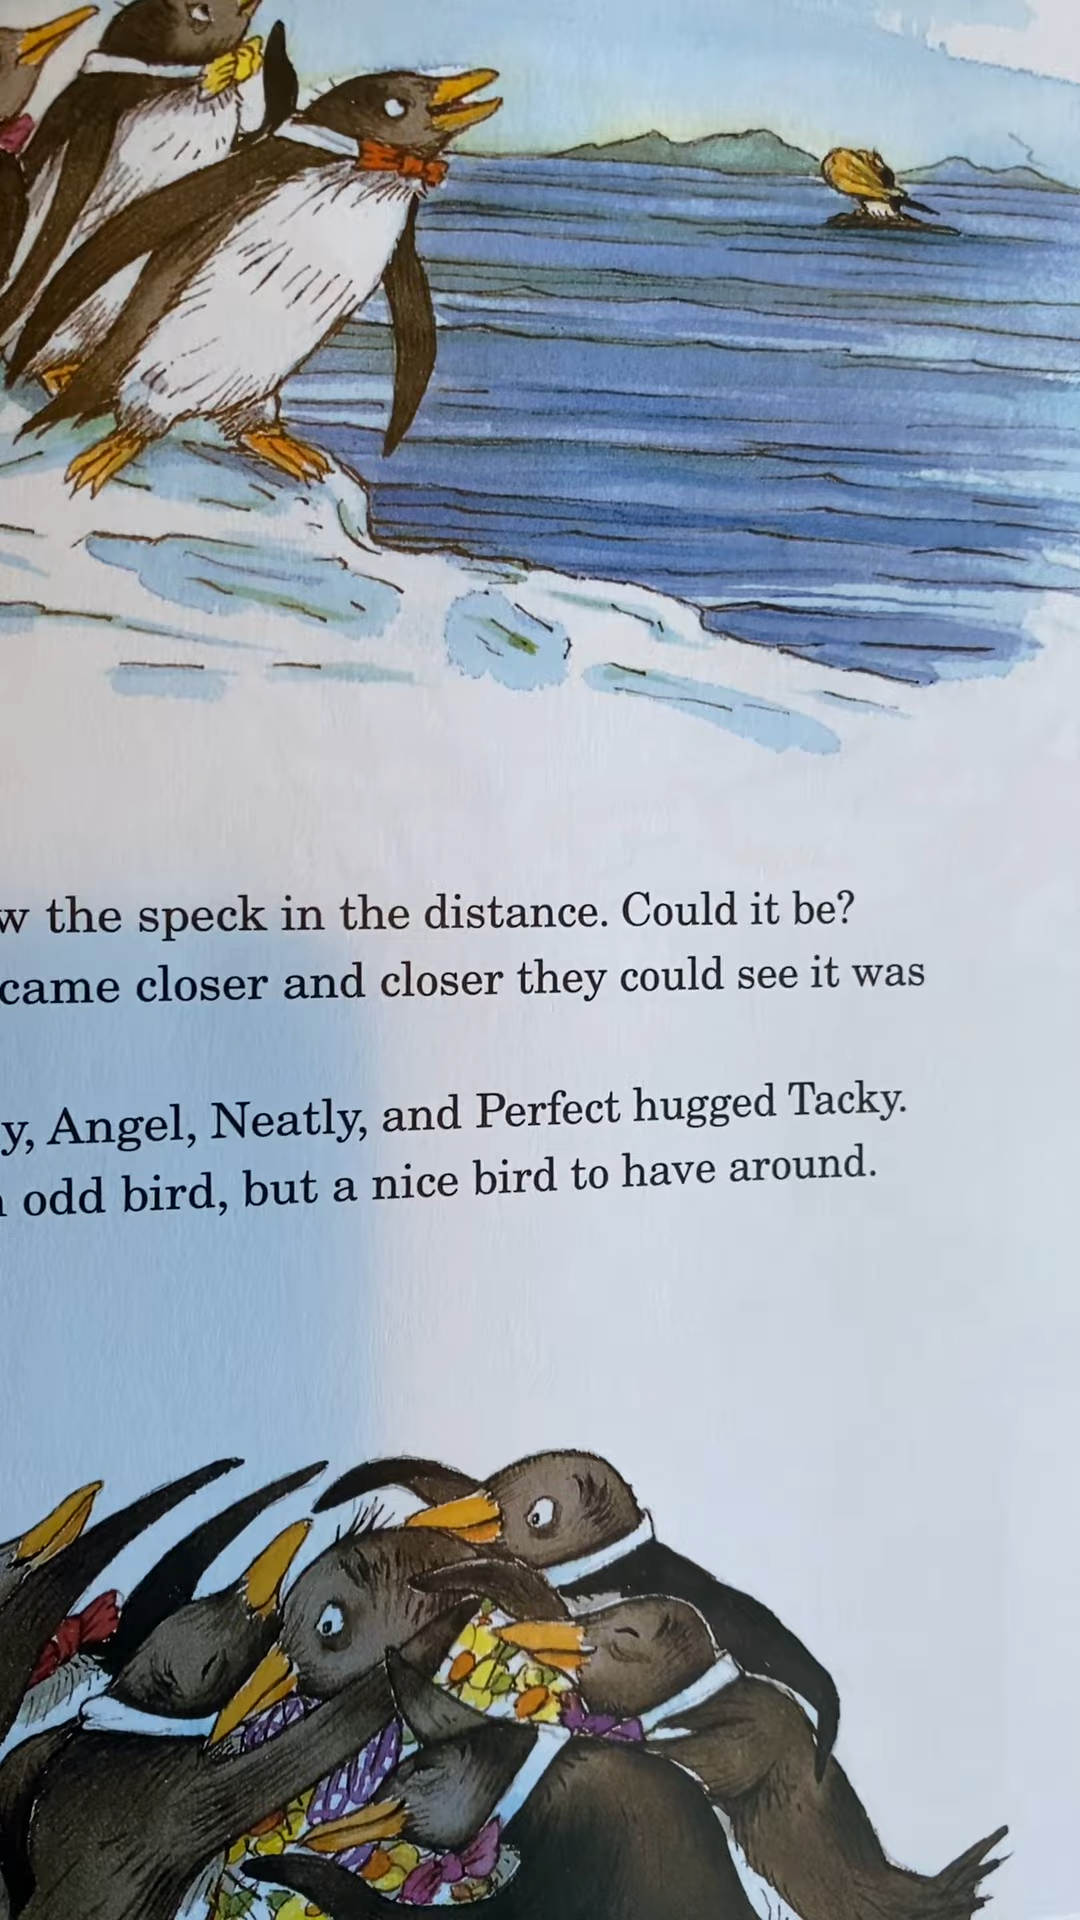 w the speck in the distance. Could it be?
came closer and closer they could see it was
y, Angel, Neatly, and Perfect hugged Tacky.
odd bird, but a nice bird to have around.